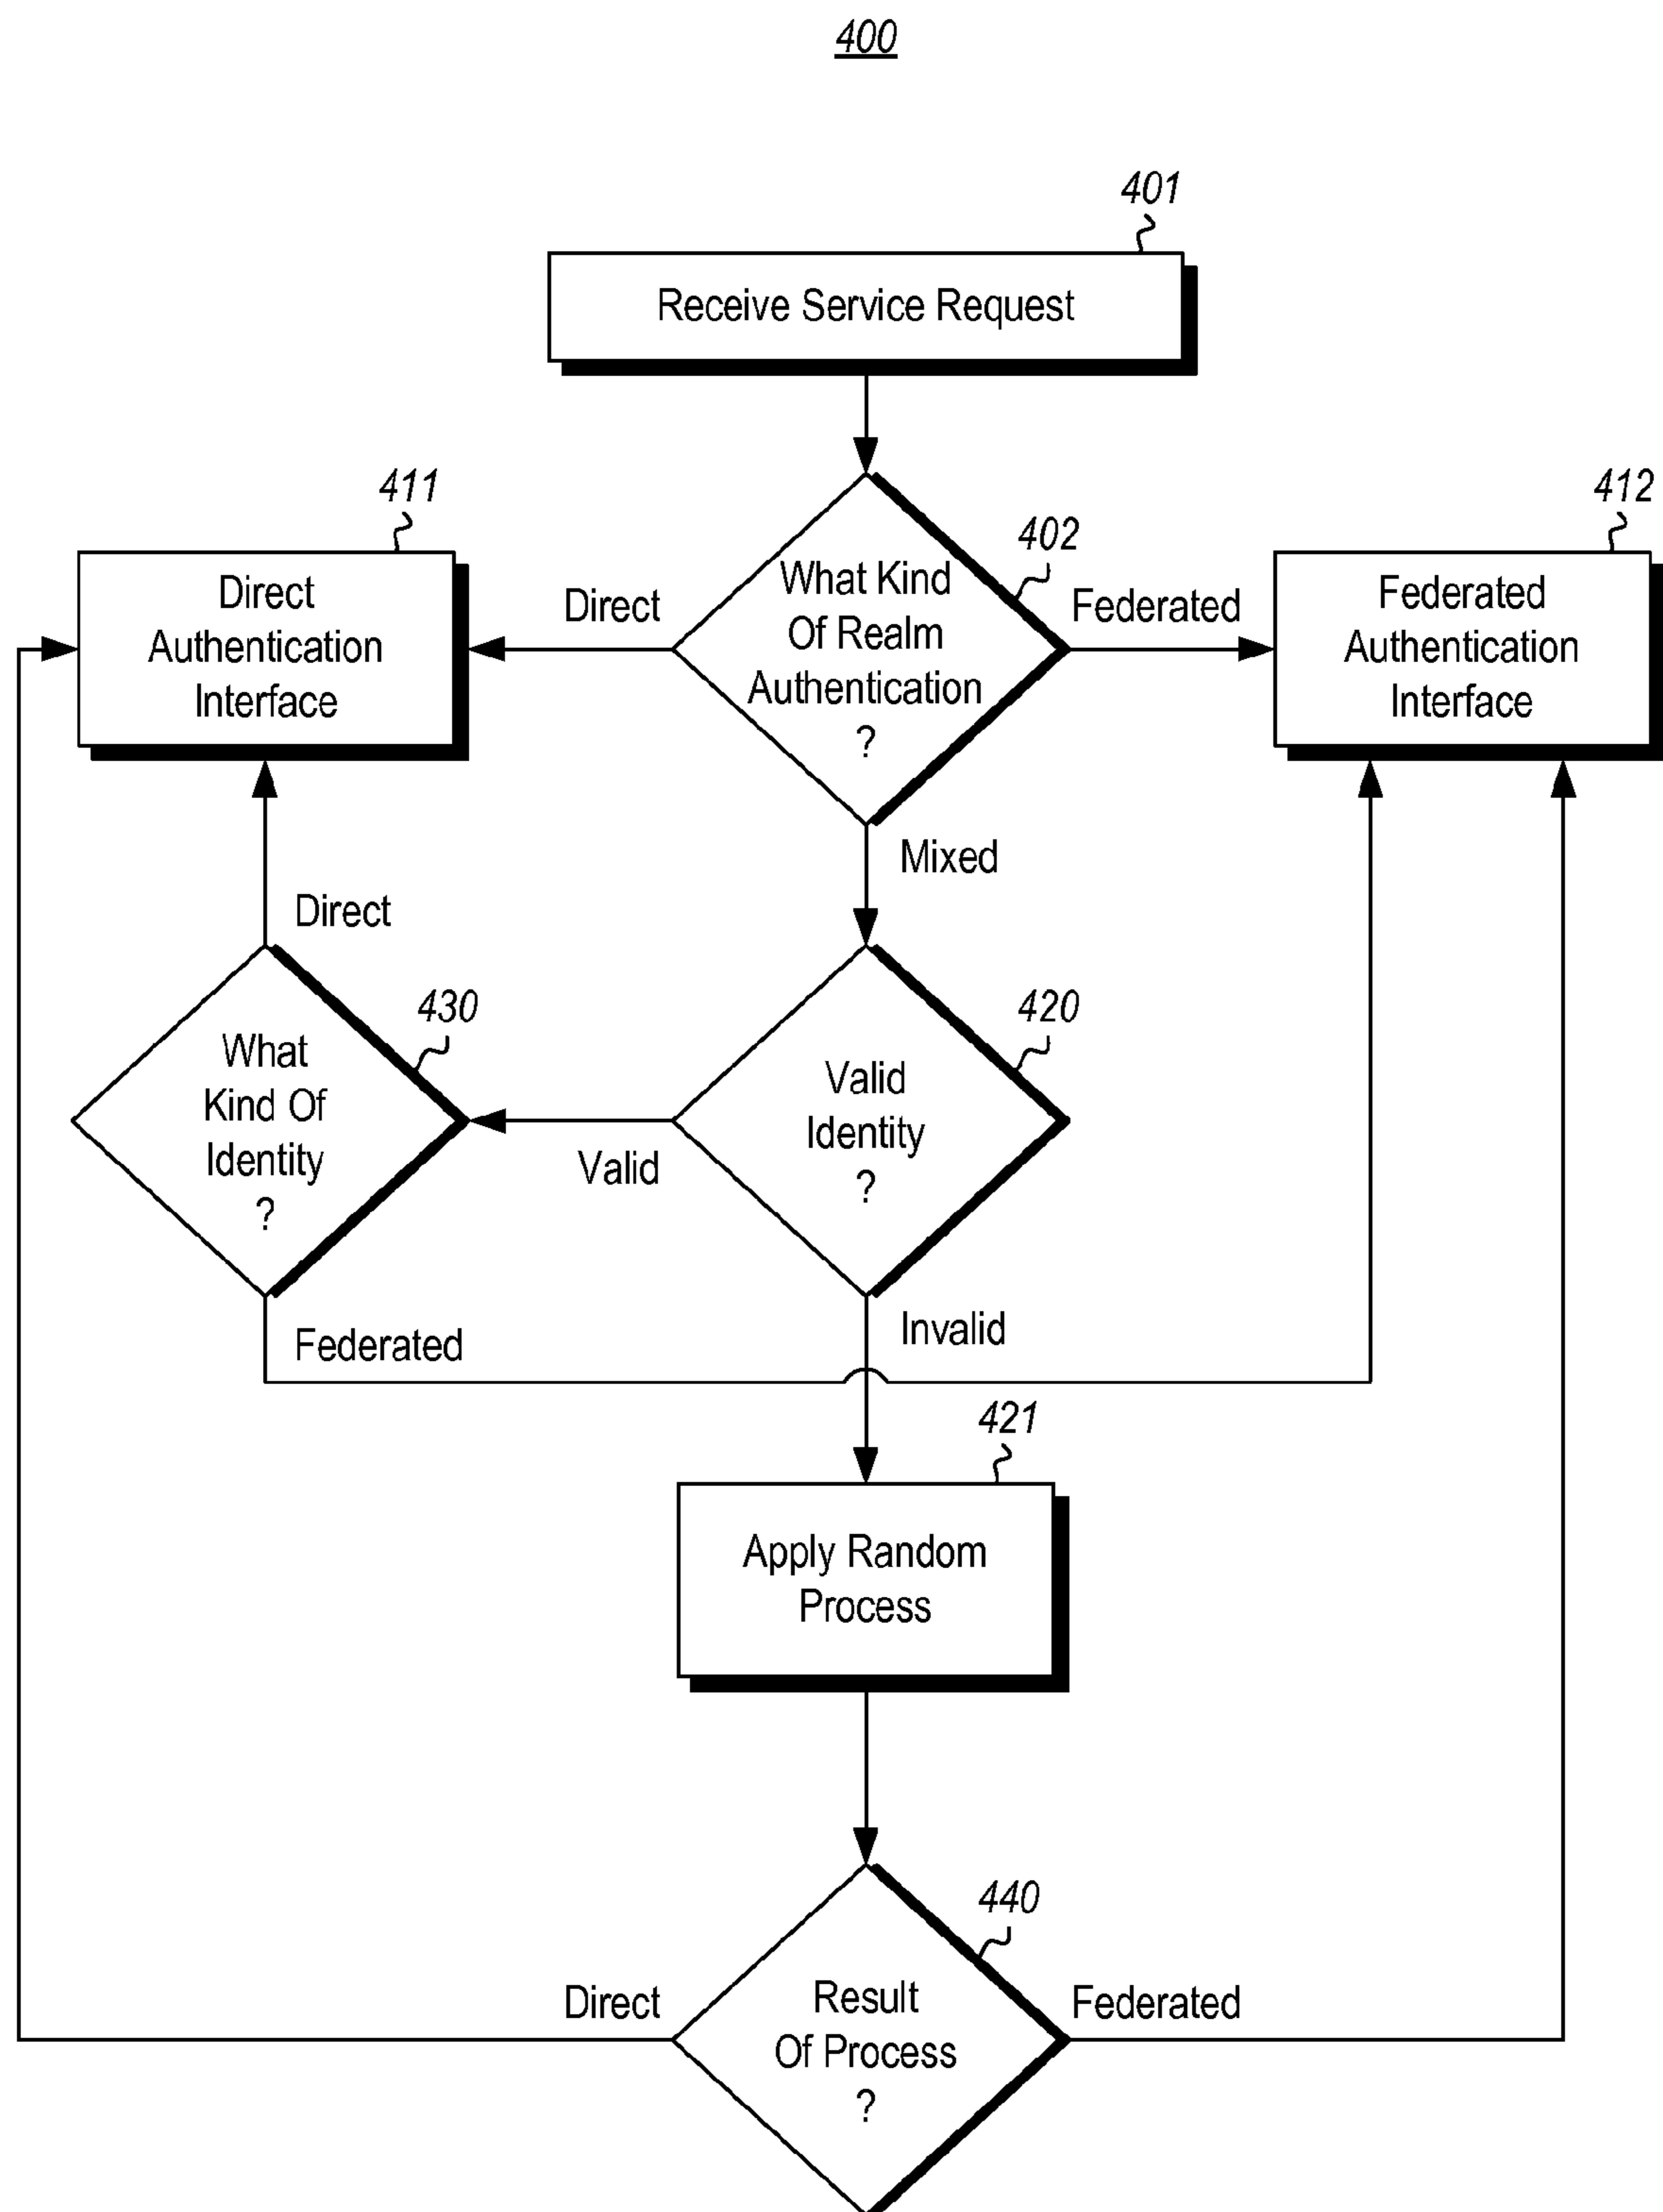 400
401
Receive Service Request
411
412
402
Direct
Authentication
Interface
Direct
What Kind
Of Realm
Authentication
?
Federated
Federated
Authentication
Interface
Mixed
Direct
430
420
What
Kind Of
Identity
?
Valid
Identity
?
Valid
Federated
Invalid
421
Apply Random
Process
440
Direct
Result
Of Process
?
Federated